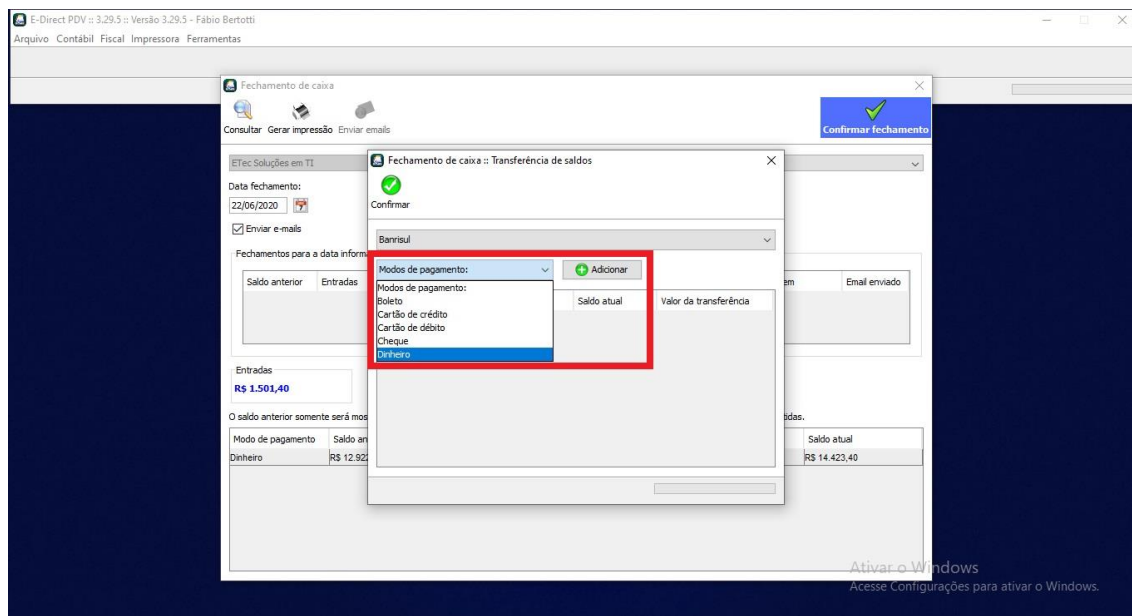 E-Direct PDV :: 3.29.5 :: Versão 3.29.5 - Fábio Bertotti
Arquivo Contábil Fiscal Impressora Ferramentas
Fechamento de caixa
Consultar Gerar impressão Enviar emails
Confirmar fechamento
ETec Soluções em TI
Data fechamento:
22/06/2020
Enviar e-mails
Fechamentos para a data inform
Saldo anterior Entradas
em Email enviado
Entradas
R$ 1.501,40
O saldo anterior somente será mos
tidas.
Modo de pagamento Saldo an
Saldo atual
Dinheiro R$ 12.922
R$ 14.423,40
Fechamento de caixa :: Transferência de saldos
Confirmar
Banrisul
Modos de pagamento: Adicionar
Modos de pagamento:
Boleto
Cartão de crédito
Cartão de débito
Cheque
Dinheiro
Saldo atual Valor da transferência
Ativar o Windows
Acesse Configurações para ativar o Windows.